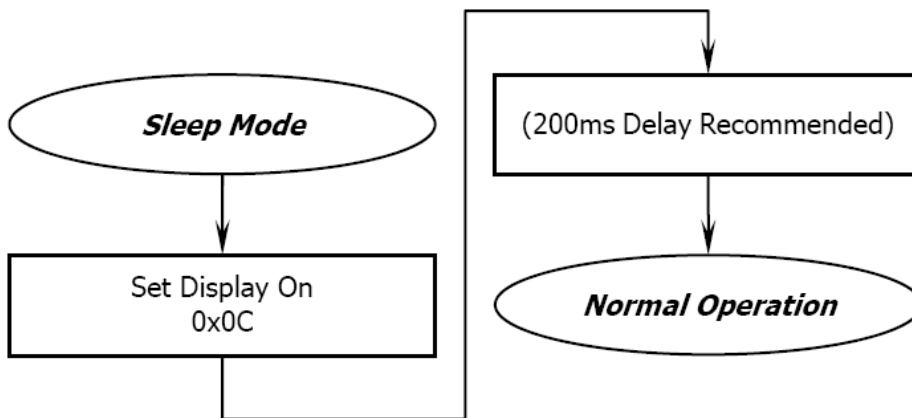 Sleep Mode
Set Display On
0x0C
(200ms Delay Recommended)
Normal Operation